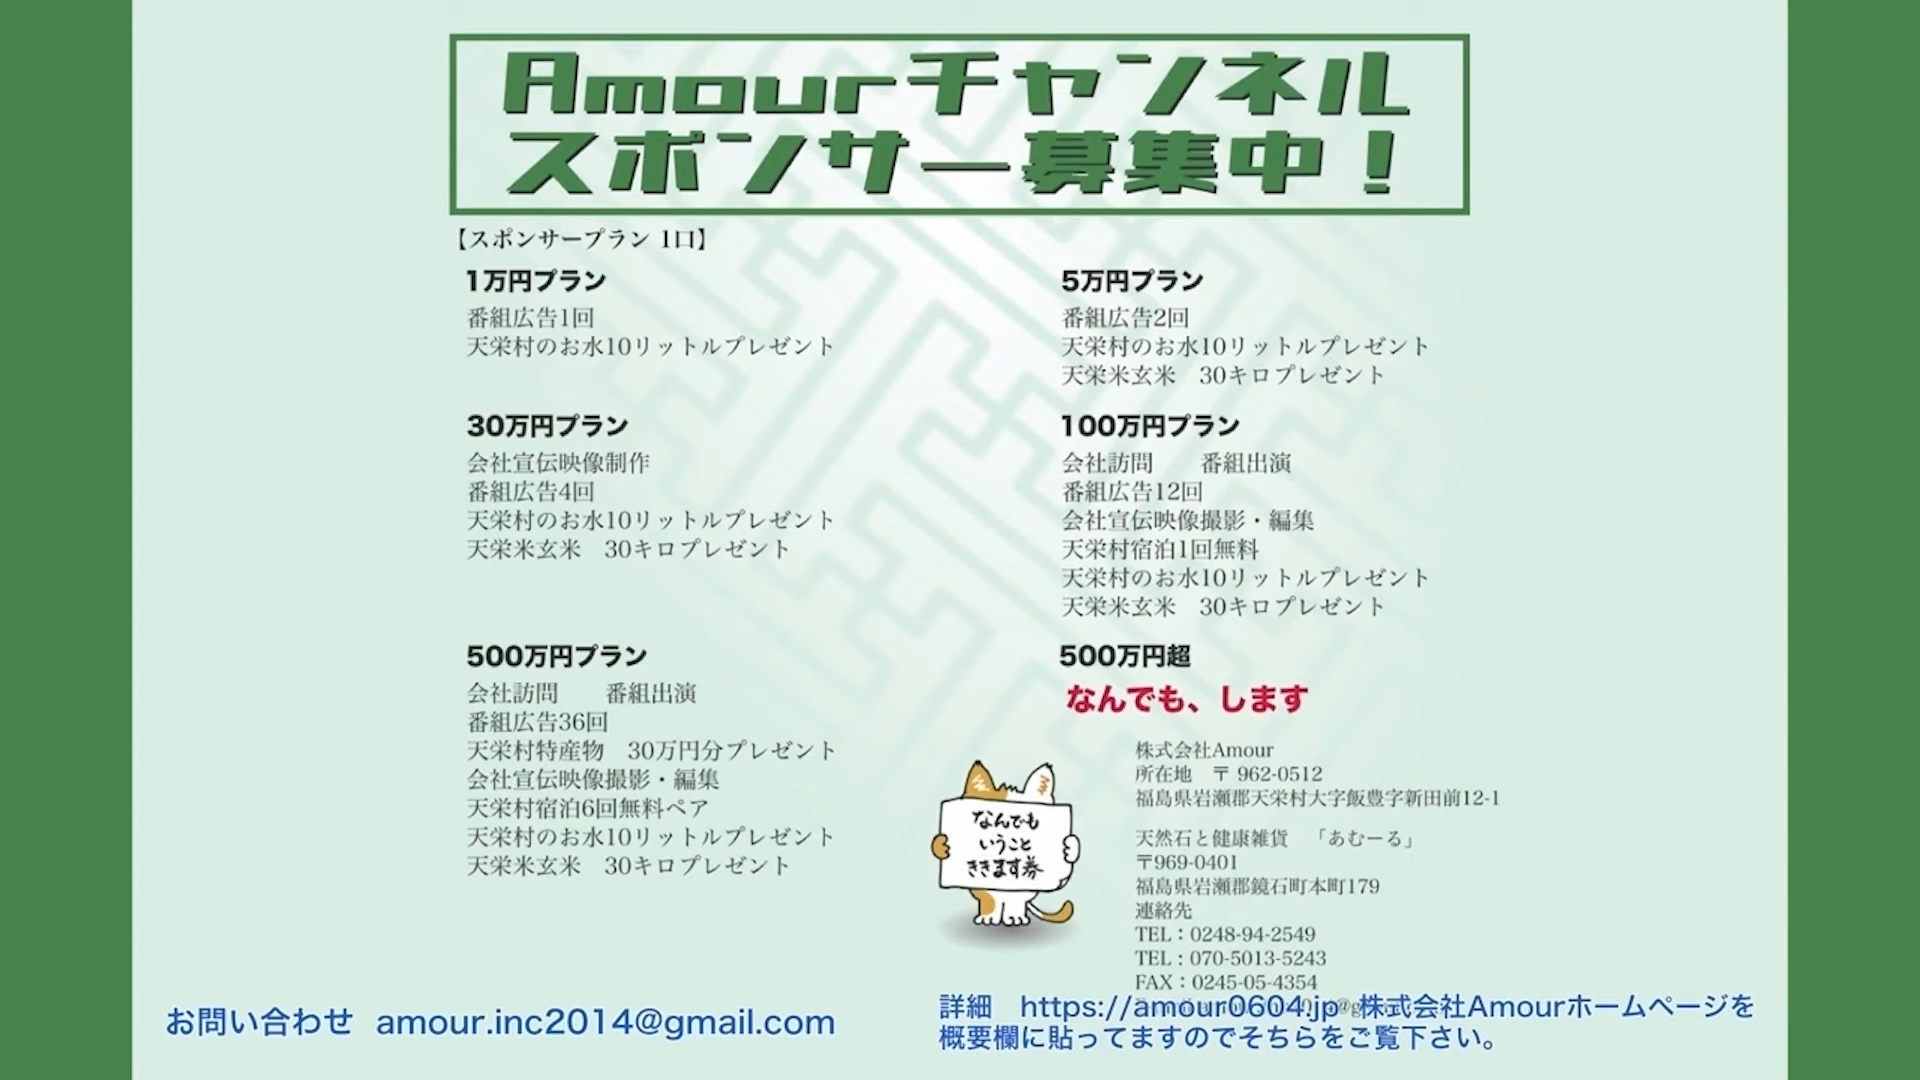 Amourチャンネル
スポンサー募集中！
【スポンサープラン 1口】
1万円プラン
番組広告1回
天栄村のお水10リットルプレゼント
5万円プラン
番組広告2回
天栄村のお水10リットルプレゼント
天栄米玄米　30キロプレゼント
30万円プラン
会社宣伝映像制作
番組広告4回
天栄村のお水10リットルプレゼント
天栄米玄米　30キロプレゼント
100万円プラン
会社訪問　　番組出演
番組広告12回
会社宣伝映像撮影・編集
天栄村宿泊1回無料
天栄村のお水10リットルプレゼント
天栄米玄米　30キロプレゼント
500万円プラン
会社訪問　　番組出演
番組広告36回
天栄村特産物　30万円分プレゼント
会社宣伝映像撮影・編集
天栄村宿泊6回無料ペア
天栄村のお水10リットルプレゼント
天栄米玄米　30キロプレゼント
500万円超
なんでも、します
なんでも
いうこと
ききます券
株式会社Amour
所在地　〒 962-0512
福島県岩瀬郡天栄村大字飯豊字新田前12-1
天然石と健康雑貨　「あむーる」
〒969-0401
福島県岩瀬郡鏡石町本町179
連絡先
TEL：0248-94-2549
TEL：070-5013-5243
FAX：0245-05-4354
お問い合わせ　amour.inc2014@gmail.com
詳細　https://amour0604.jp　株式会社Amourホームページを
概要欄に貼ってますのでそちらをご覧下さい。